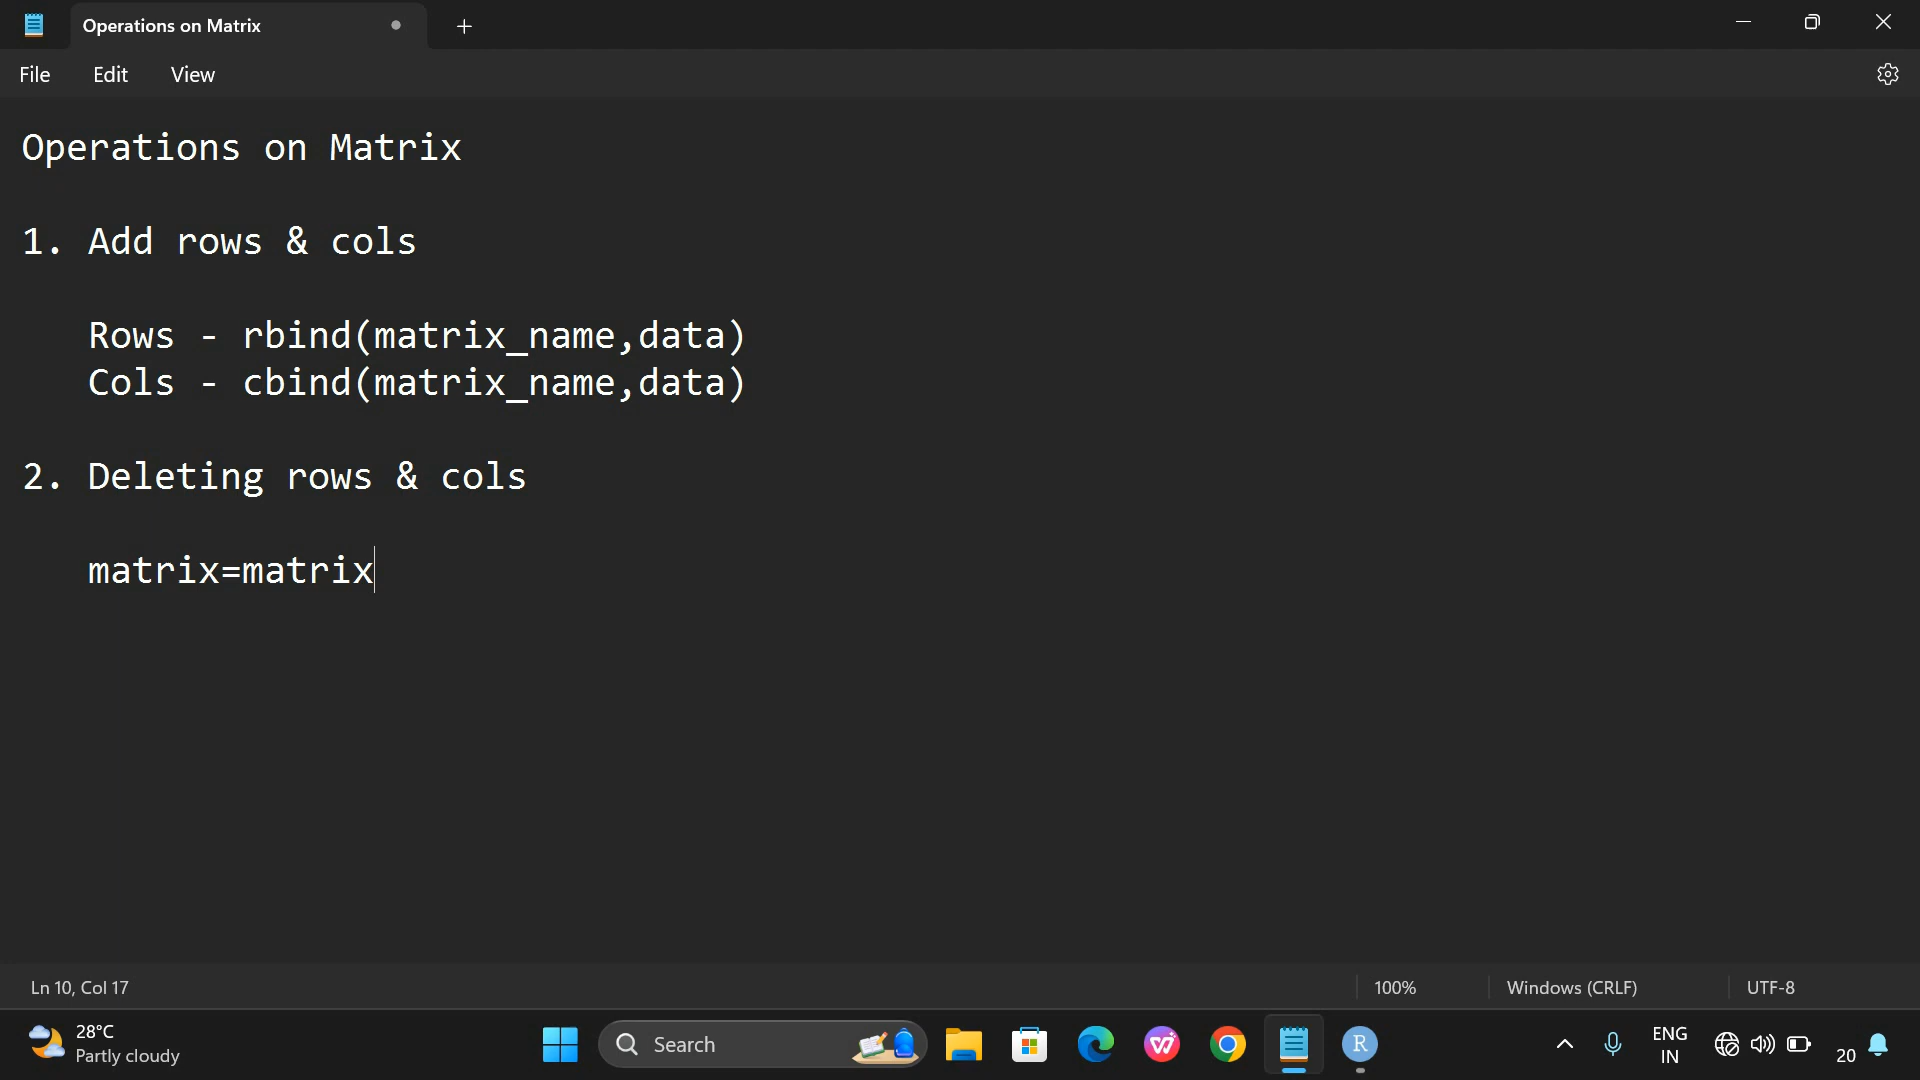 Operations on Matrix
File Edit View
Operations on Matrix
1. Add rows & cols
Rows - rbind(matrix_name,data)
Cols - cbind(matrix_name,data)
2. Deleting rows & cols
matrix=matrix
Ln 10, Col 17
100%
Windows (CRLF)
UTF-8
28°C
Partly cloudy
Search
R
ENG
IN
20